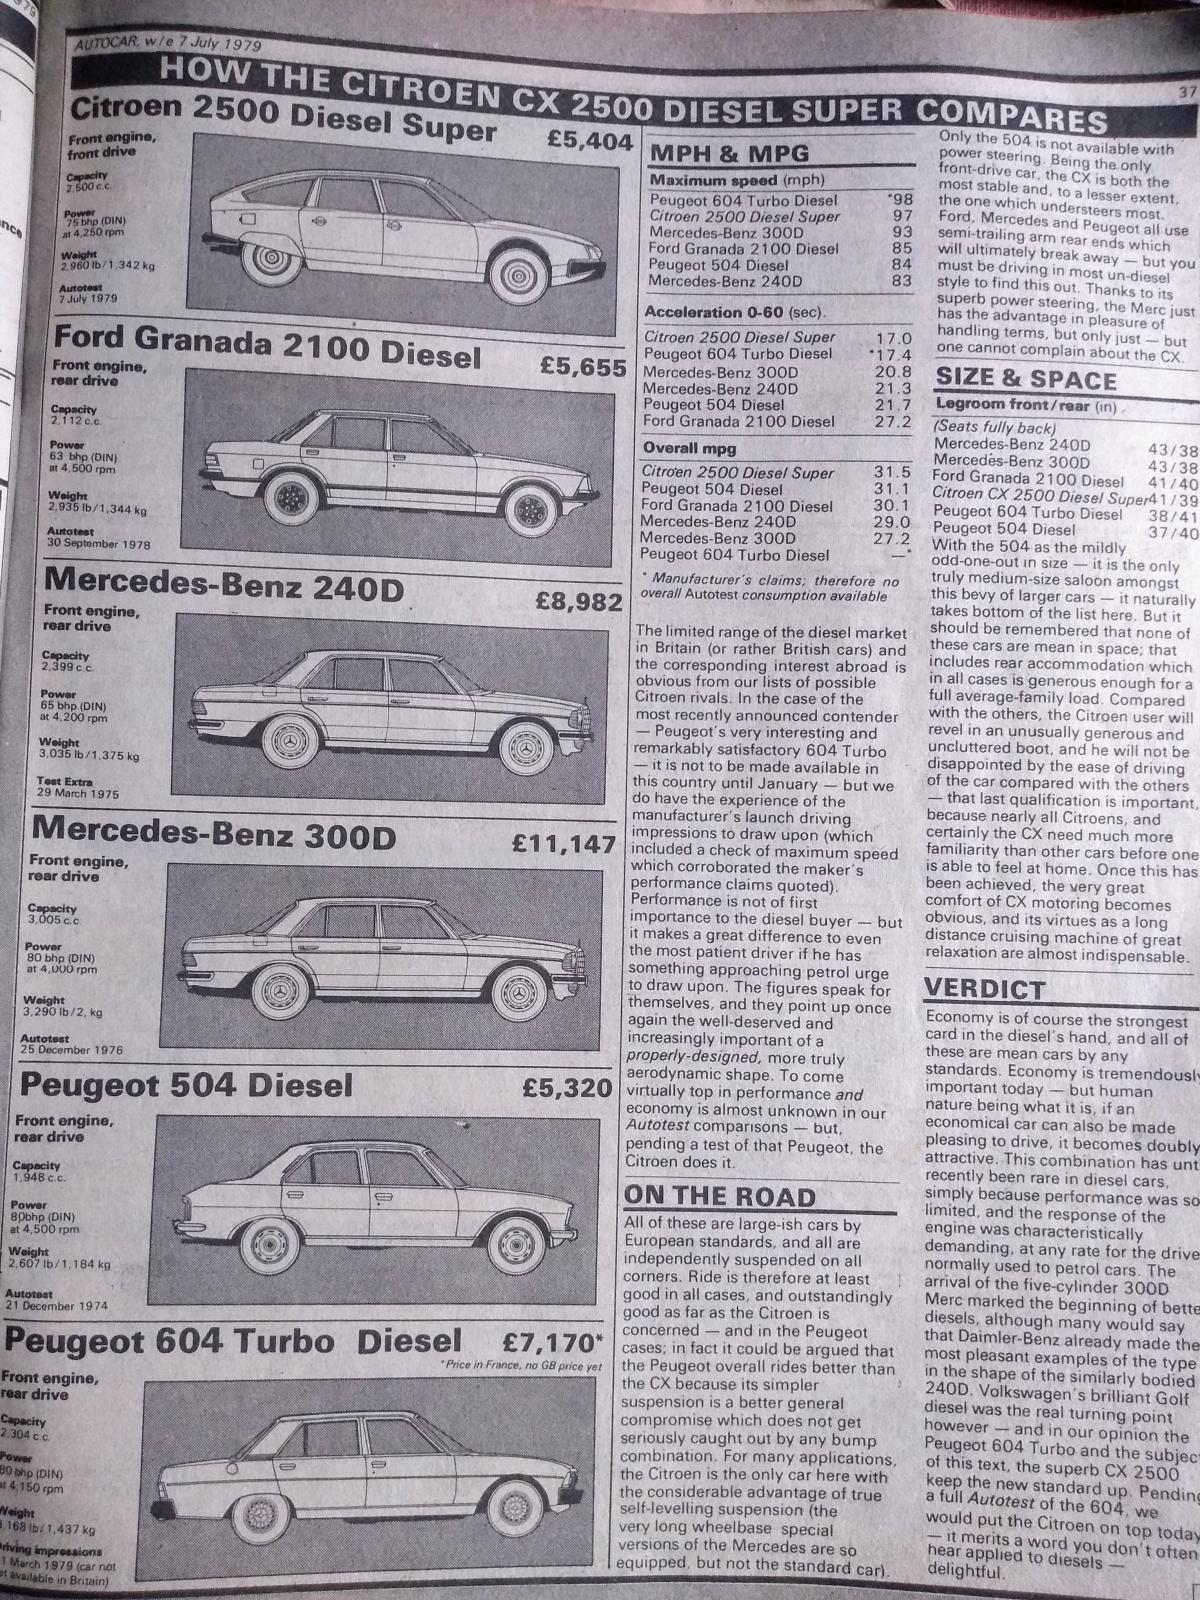 AUTOCAR, w/e 7 July 1979
37
HOW THE CITROEN CX 2500 DIESEL SUPER COMPARES
Citroen 2500 Diesel Super £5,404
Front engine,
front drive
Capacity
2,500 c.c.
Power
75 bhp (DIN)
at 4,250 rpm
Weight
2,960 lb/1,342 kg
Autotest
7 July 1979
Ford Granada 2100 Diesel £5,655
Front engine,
rear drive
Capacity
2,112 c.c.
Power
63 bhp (DIN)
at 4,500 rpm
Weight
2,935 lb/1,344 kg
Autotest
30 September 1978
Mercedes-Benz 240D £8,982
Front engine,
rear drive
Capacity
2,399 c.c.
Power
65 bhp (DIN)
at 4,200 rpm
Weight
3,035 lb/1,375 kg
Test Extra
29 March 1975
Mercedes-Benz 300D £11,147
Front engine,
rear drive
Capacity
3,005 c.c.
Power
80 bhp (DIN)
at 4,000 rpm
Weight
3,290 lb/2, kg
Autotest
25 December 1976
Peugeot 504 Diesel £5,320
Front engine,
rear drive
Capacity
1,948 c.c.
Power
80bhp (DIN)
at 4,500 rpm
Weight
2,607 lb/1,184 kg
Autotest
21 December 1974
Peugeot 604 Turbo Diesel £7,170*
*Price in France, no GB price yet
Front engine,
rear drive
Capacity
2,304 c.c.
Power
80 bhp (DIN)
at 4,150 rpm
Weight
,168 lb/1,437 kg
riving impressions
1 March 1979 (car not
available in Britain)
MPH & MPG
Maximum speed (mph)
Peugeot 604 Turbo Diesel *98
Citroen 2500 Diesel Super 97
Mercedes-Benz 300D 93
Ford Granada 2100 Diesel 85
Peugeot 504 Diesel 84
Mercedes-Benz 240D 83
Acceleration 0-60 (sec).
Citroen 2500 Diesel Super 17.0
Peugeot 604 Turbo Diesel *17.4
Mercedes-Benz 300D 20.8
Mercedes-Benz 240D 21.3
Peugeot 504 Diesel 21.7
Ford Granada 2100 Diesel 27.2
Overall mpg
Citroen 2500 Diesel Super 31.5
Peugeot 504 Diesel 31.1
Ford Granada 2100 Diesel 30.1
Mercedes-Benz 240D 29.0
Mercedes-Benz 300D 27.2
Peugeot 604 Turbo Diesel —*
* Manufacturer's claims; therefore no
overall Autotest consumption available
The limited range of the diesel market
in Britain (or rather British cars) and
the corresponding interest abroad is
obvious from our lists of possible
Citroen rivals. In the case of the
most recently announced contender
— Peugeot's very interesting and
remarkably satisfactory 604 Turbo
— it is not to be made available in
this country until January — but we
do have the experience of the
manufacturer's launch driving
impressions to draw upon (which
included a check of maximum speed
which corroborated the maker's
performance claims quoted).
Performance is not of first
importance to the diesel buyer — but
it makes a great difference to even
the most patient driver if he has
something approaching petrol urge
to draw upon. The figures speak for
themselves, and they point up once
again the well-deserved and
increasingly important of a
properly-designed, more truly
aerodynamic shape. To come
virtually top in performance and
economy is almost unknown in our
Autotest comparisons — but,
pending a test of that Peugeot, the
Citroen does it.
ON THE ROAD
All of these are large-ish cars by
European standards, and all are
independently suspended on all
corners. Ride is therefore at least
good in all cases, and outstandingly
good as far as the Citroen is
concerned — and in the Peugeot
cases; in fact it could be argued that
the Peugeot overall rides better than
the CX because its simpler
suspension is a better general
compromise which does not get
seriously caught out by any bump
combination. For many applications,
the Citroen is the only car here with
the considerable advantage of true
self-levelling suspension (the
very long wheelbase special
versions of the Mercedes are so
equipped, but not the standard car).
Only the 504 is not available with
power steering. Being the only
front-drive car, the CX is both the
most stable and, to a lesser extent,
the one which understeers most.
Ford, Mercedes and Peugeot all use
semi-trailing arm rear ends which
will ultimately break away — but you
must be driving in most un-diesel
style to find this out. Thanks to its
superb power steering, the Merc just
has the advantage in pleasure of
handling terms, but only just — but
one cannot complain about the CX.
SIZE & SPACE
Legroom front/rear (in)
(Seats fully back)
Mercedes-Benz 240D 43/38
Mercedes-Benz 300D 43/38
Ford Granada 2100 Diesel 41/40
Citroen CX 2500 Diesel Super 41/39
Peugeot 604 Turbo Diesel 38/41
Peugeot 504 Diesel 37/40
With the 504 as the mildly
odd-one-out in size — it is the only
truly medium-size saloon amongst
this bevy of larger cars — it naturally
takes bottom of the list here. But it
should be remembered that none of
these cars are mean in space; that
includes rear accommodation which
in all cases is generous enough for a
full average-family load. Compared
with the others, the Citroen user will
revel in an unusually generous and
uncluttered boot, and he will not be
disappointed by the ease of driving
of the car compared with the others
— that last qualification is important,
because nearly all Citroens, and
certainly the CX need much more
familiarity than other cars before one
is able to feel at home. Once this has
been achieved, the very great
comfort of CX motoring becomes
obvious, and its virtues as a long
distance cruising machine of great
relaxation are almost indispensable.
VERDICT
Economy is of course the strongest
card in the diesel's hand, and all of
these are mean cars by any
standards. Economy is tremendously
important today — but human
nature being what it is, if an
economical car can also be made
pleasing to drive, it becomes doubly
attractive. This combination has unt
recently been rare in diesel cars,
simply because performance was so
limited, and the response of the
engine was characteristically
demanding, at any rate for the drive
normally used to petrol cars. The
arrival of the five-cylinder 300D
Merc marked the beginning of bette
diesels, although many would say
that Daimler-Benz already made the
most pleasant examples of the type
in the shape of the similarly bodied
240D. Volkswagen's brilliant Golf
diesel was the real turning point
however — and in our opinion the
Peugeot 604 Turbo and the subjec
of this text, the superb CX 2500
keep the new standard up. Pending
a full Autotest of the 604, we
would put the Citroen on top today
— it merits a word you don't often
hear applied to diesels —
delightful.